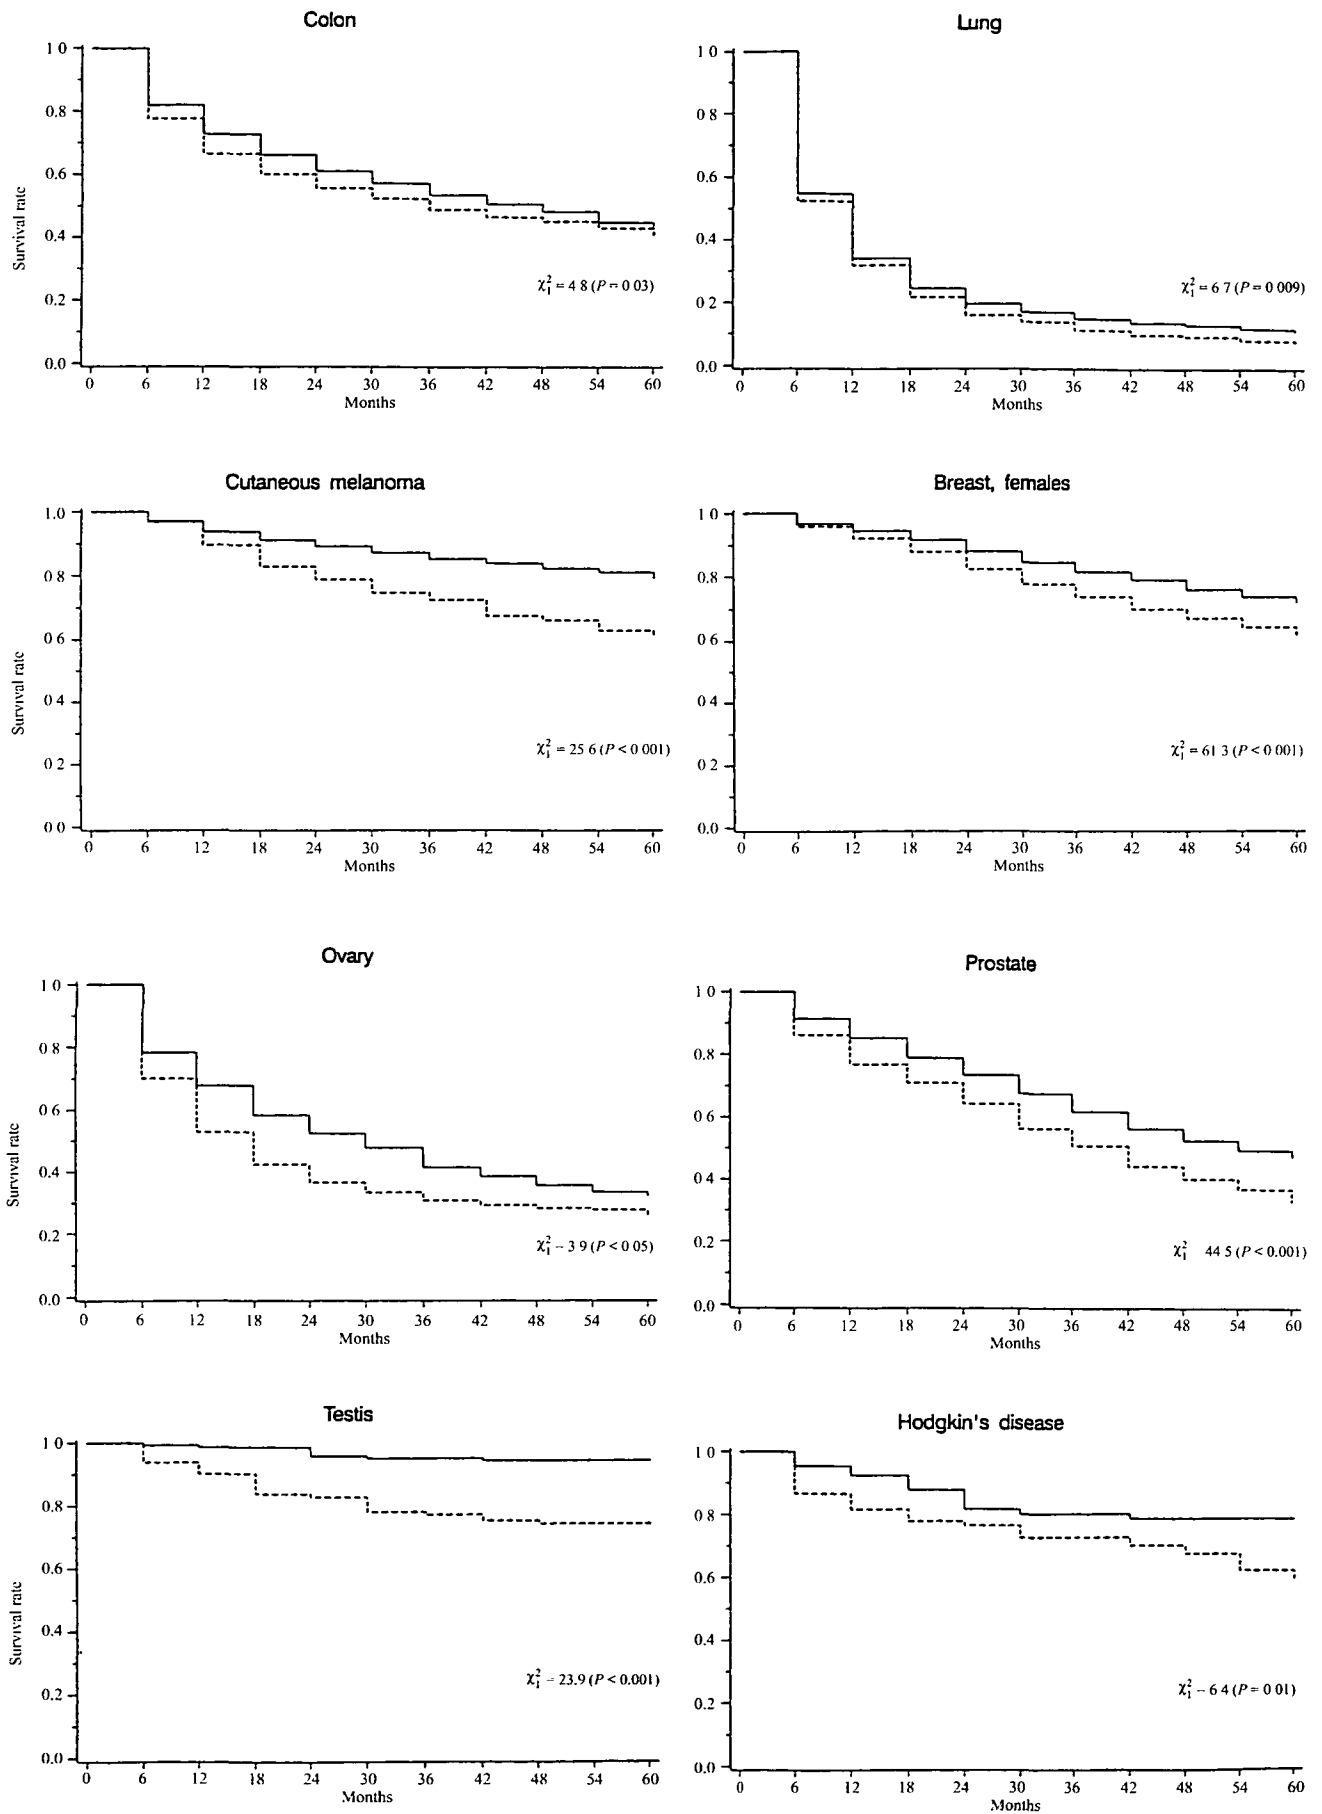 Colon
1 0
0.8
0.6
0.4
0.2
0.0
Survival rate
χ²₁ = 4 8 (P = 0 03)
0 6 12 18 24 30 36 42 48 54 60
Months
Lung
1 0
0 8
0.6
0.4
0.2
0.0
χ²₁ = 6 7 (P = 0 009)
0 6 12 18 24 30 36 42 48 54 60
Months
Cutaneous melanoma
1 0
0.8
0 6
0 4
0 2
0 0
Survival rate
χ²₁ = 25 6 (P < 0 001)
0 6 12 18 24 30 36 42 48 54 60
Months
Breast, females
1 0
0.8
0 6
0.4
0 2
0.0
χ²₁ = 61 3 (P < 0 001)
0 6 12 18 24 30 36 42 48 54 60
Months
Ovary
1 0
0 8
0.6
0.4
0.2
0.0
Survival rate
χ²₁ – 3 9 (P < 0 05)
0 6 12 18 24 30 36 42 48 54 60
Months
Prostate
1 0
0.8
0.6
0.4
0.2
0.0
χ²₁ 44 5 (P < 0.001)
0 6 12 18 24 30 36 42 48 54 60
Months
Testis
1.0
0.8
0.6
0.4
0.2
0.0
Survival rate
χ²₁ – 23.9 (P < 0.001)
0 6 12 18 24 30 36 42 48 54 60
Months
Hodgkin's disease
1 0
0.8
0.6
0.4
0.2
0.0
χ²₁ – 6 4 (P = 0 01)
0 6 12 18 24 30 36 42 48 54 60
Months